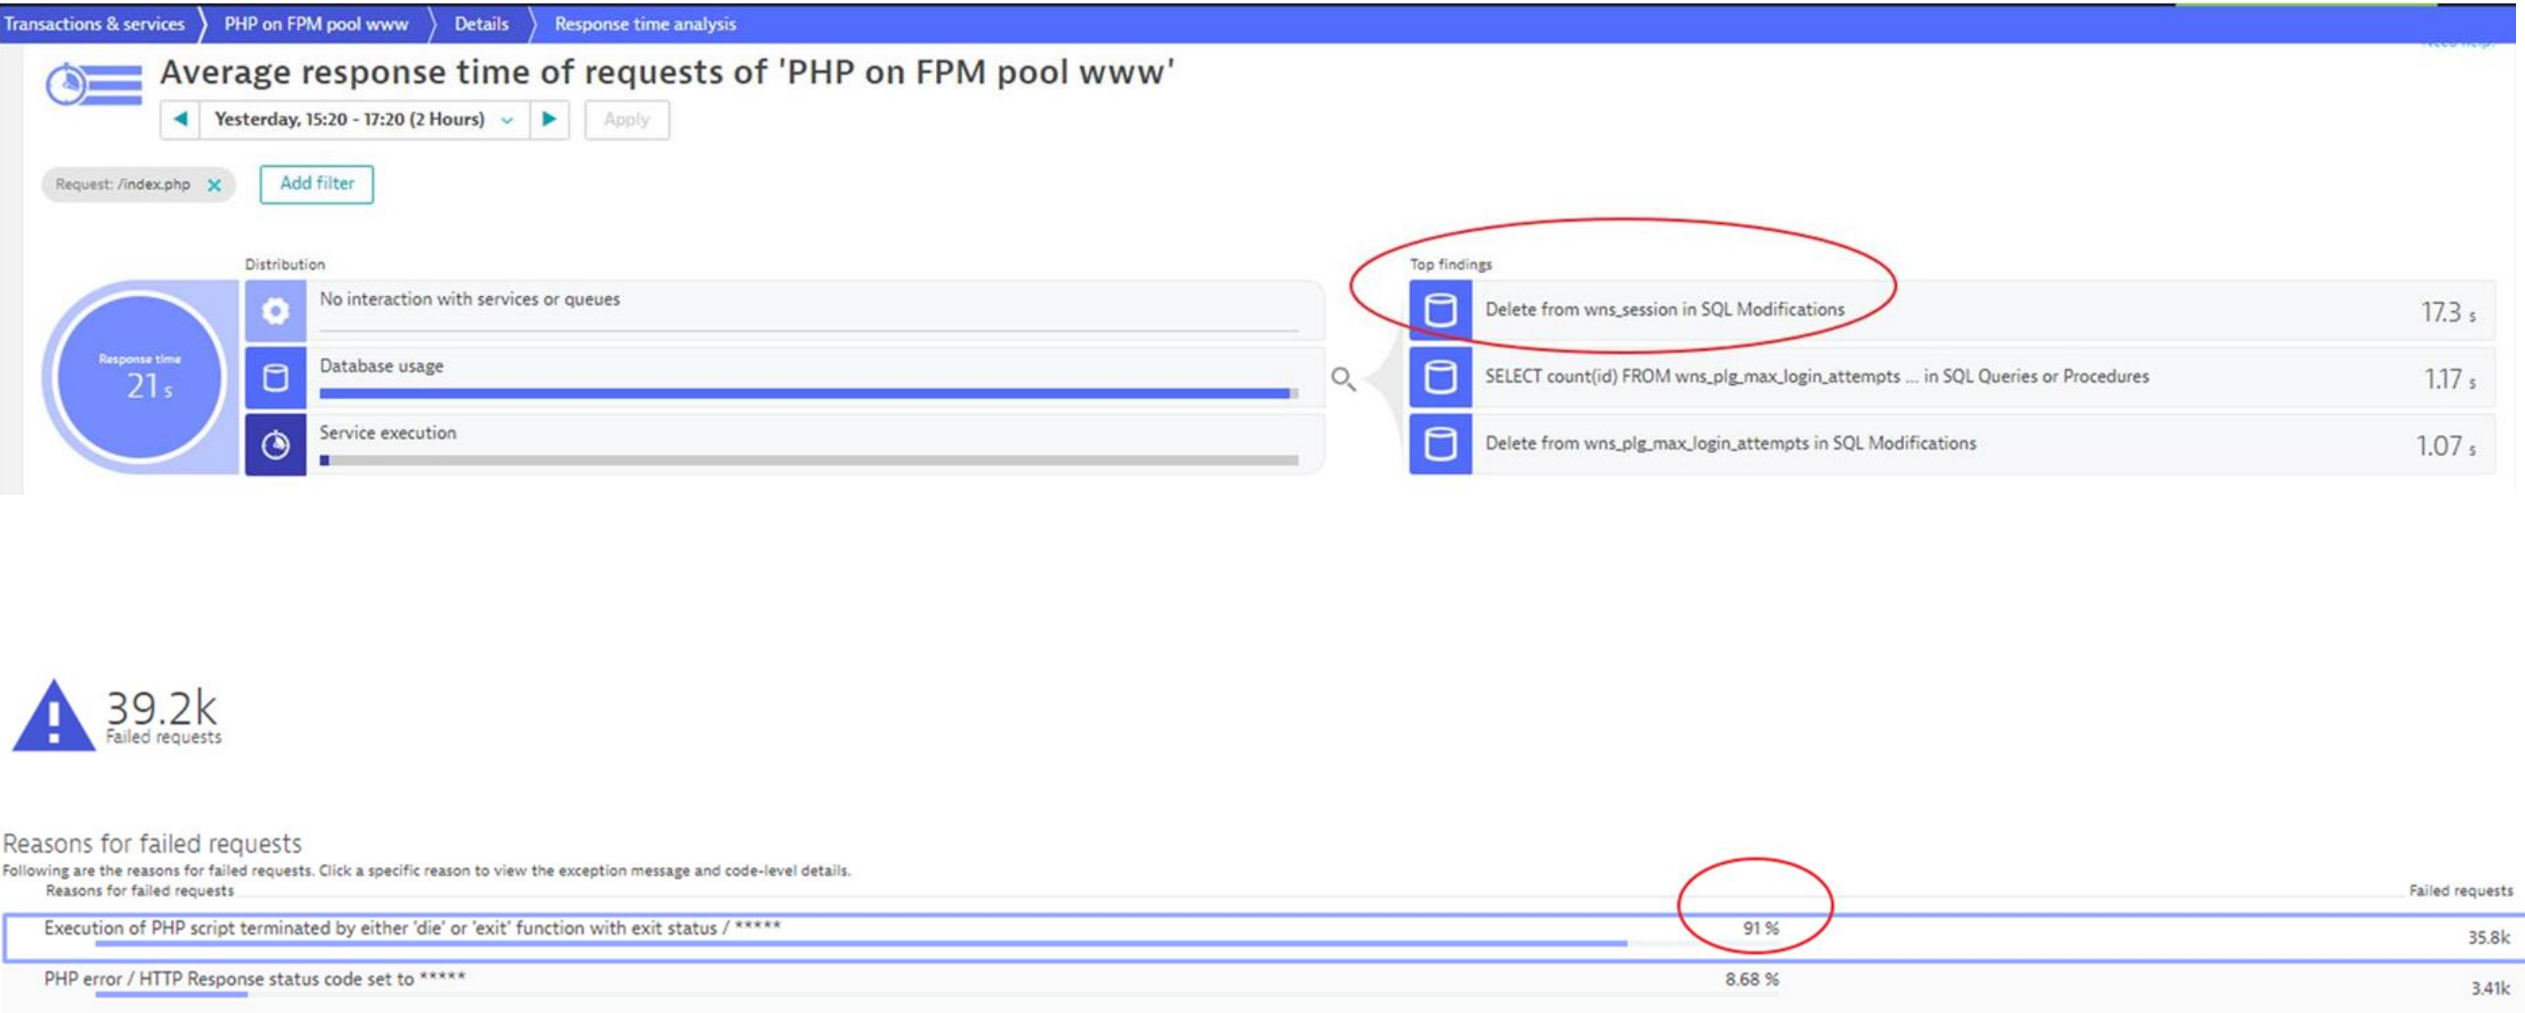 Transactions & services
PHP on FPM pool www
Details
Response time analysis
Average response time of requests of 'PHP on FPM pool www'
Yesterday, 15:20 - 17:20 (2 Hours)
Apply
Request: /index.php
Add filter
Distribution
Top findings
Response time
21 s
No interaction with services or queues
Database usage
Service execution
Delete from wns_session in SQL Modifications 17.3 s
SELECT count(id) FROM wns_plg_max_login_attempts ... in SQL Queries or Procedures 1.17 s
Delete from wns_plg_max_login_attempts in SQL Modifications 1.07 s
39.2k
Failed requests
Reasons for failed requests
Following are the reasons for failed requests. Click a specific reason to view the exception message and code-level details.
Reasons for failed requests Failed requests
Execution of PHP script terminated by either 'die' or 'exit' function with exit status / ***** 91 % 35.8k
PHP error / HTTP Response status code set to ***** 8.68 % 3.41k